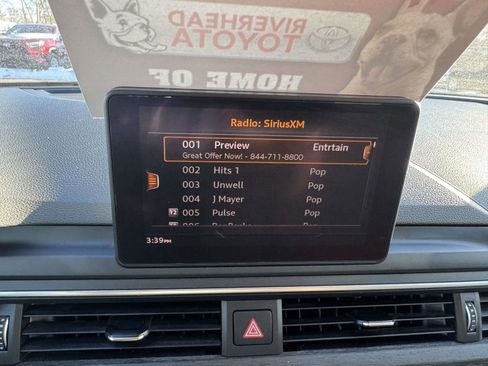 RIVERHEAD
TOYOTA
HOME OF
Radio: SiriusXM
001 Preview Entrtain
Great Offer Now! - 844-711-8800
002 Hits 1 Pop
003 Unwell Pop
004 J Mayer Pop
005 Pulse Pop
3:39PM